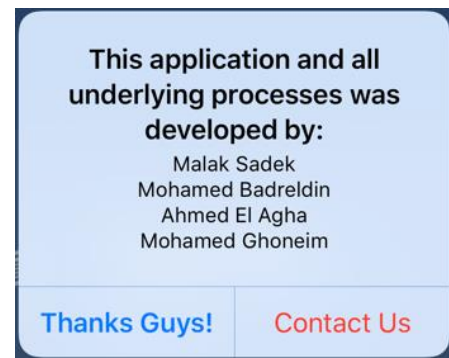 This application and all
underlying processes was
developed by:
Malak Sadek
Mohamed Badreldin
Ahmed El Agha
Mohamed Ghoneim
Thanks Guys!
Contact Us